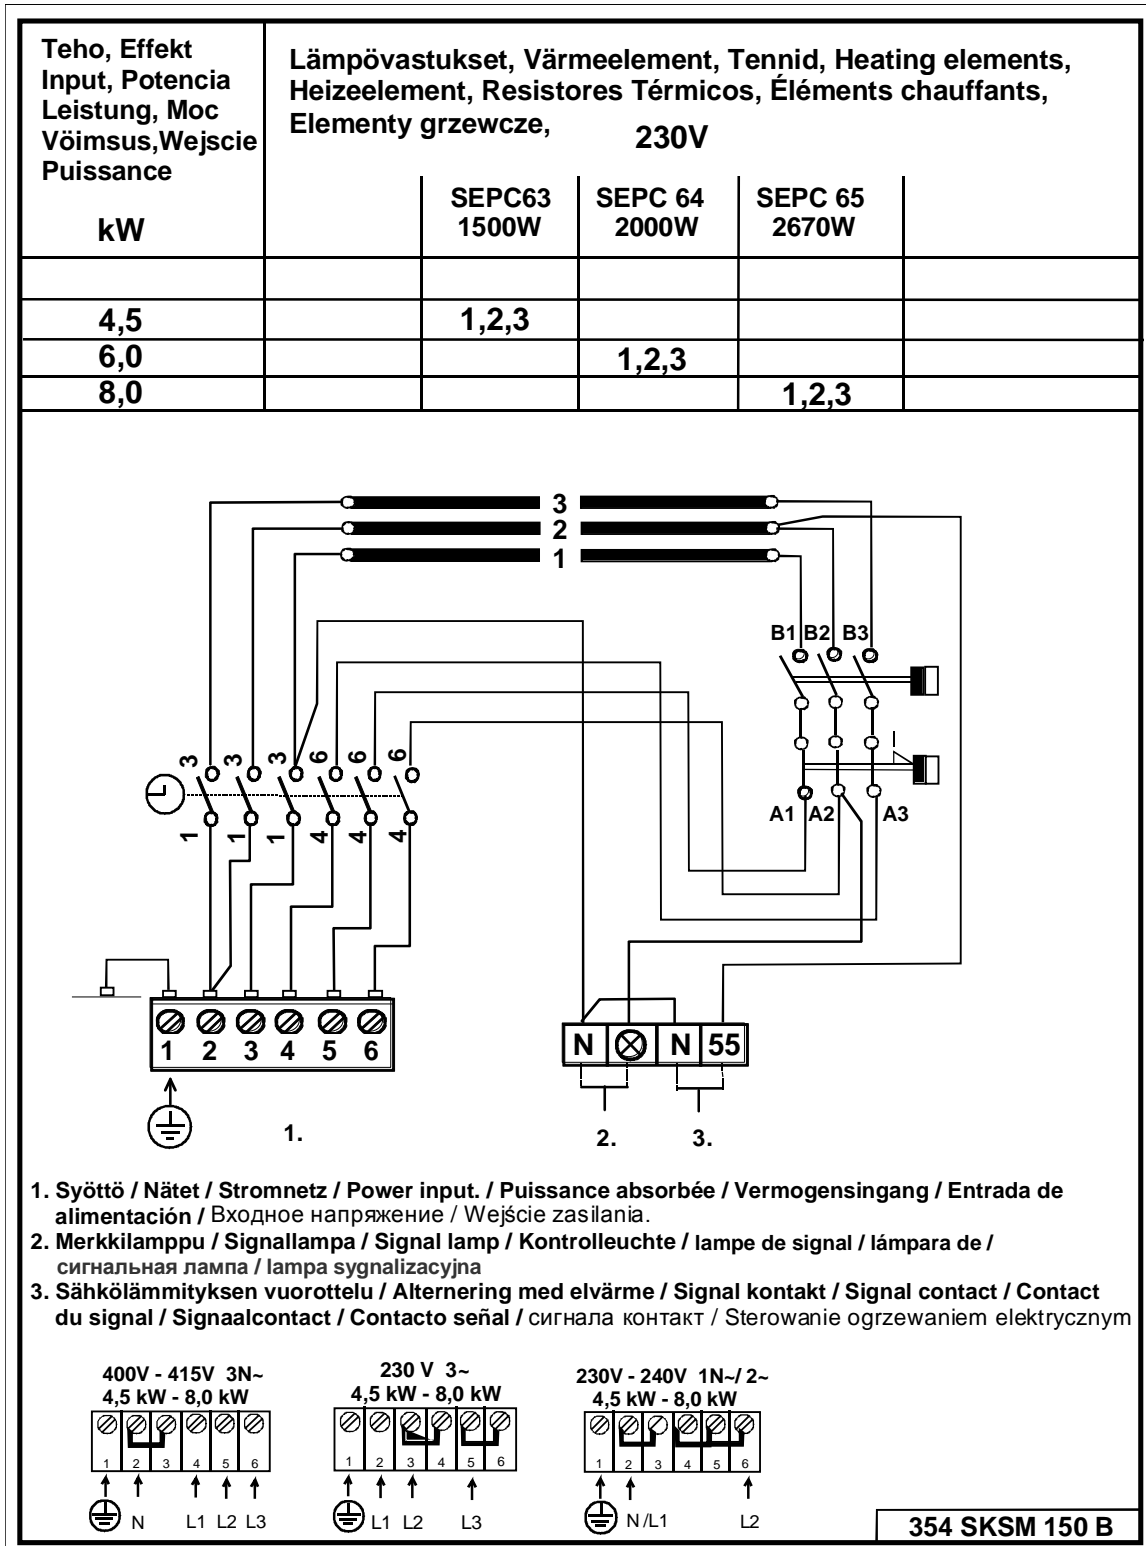 Teho, Effekt
Input, Potencia
Leistung, Moc
Vöimsus,Wejscie
Puissance
kW
Lämpövastukset, Värmeelement, Tennid, Heating elements,
Heizeelement, Resistores Térmicos, Éléments chauffants,
Elementy grzewcze, 230V
SEPC63 SEPC 64 SEPC 65
1500W 2000W 2670W
4,5 1,2,3
6,0 1,2,3
8,0 1,2,3
3
2
1
B1 B2 B3
3 3 3 6 6 6
A1 A2 A3
1 1 1 4 4 4
1 2 3 4 5 6
N N 55
1. 2. 3.
1. Syöttö / Nätet / Stromnetz / Power input. / Puissance absorbée / Vermogensingang / Entrada de
alimentación / Входное напряжение / Wejście zasilania.
2. Merkkilamppu / Signallampa / Signal lamp / Kontrolleuchte / lampe de signal / lámpara de /
сигнальная лампа / lampa sygnalizacyjna
3. Sähkölämmityksen vuorottelu / Alternering med elvärme / Signal kontakt / Signal contact / Contact
du signal / Signaalcontact / Contacto señal / сигнала контакт / Sterowanie ogrzewaniem elektrycznym
400V - 415V 3N~
4,5 kW - 8,0 kW
1 2 3 4 5 6
N L1 L2 L3
230 V 3~
4,5 kW - 8,0 kW
1 2 3 4 5 6
L1 L2 L3
230V - 240V 1N~/ 2~
4,5 kW - 8,0 kW
1 2 3 4 5 6
N /L1 L2
354 SKSM 150 B